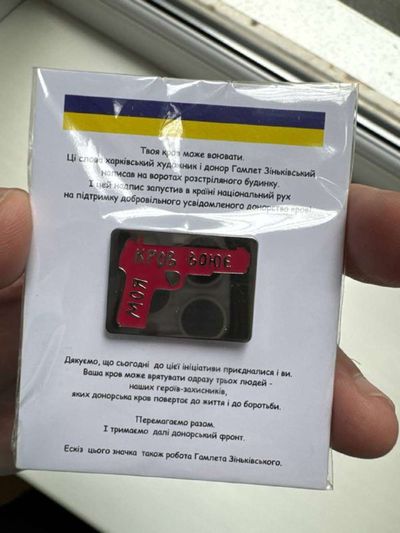 Твоя кров може воювати.
Ці слова харківський художник і донор Гамлет Зіньківський
написав на воротах розстріляного будинку.
І цей надпис запустив в країні національний рух
на підтримку добровільного усвідомленого донорства крові
МОЯ
КРОВ ВОЮЄ
Дякуємо, що сьогодні до цієї ініціативи приєдналися і ви.
Ваша кров може врятувати одразу трьох людей -
наших героїв-захисників,
яких донорська кров повертає до життя і до боротьби.
Перемагаємо разом.
І тримаємо далі донорський фронт.
Ескіз цього значка також робота Гамлета Зіньківського.